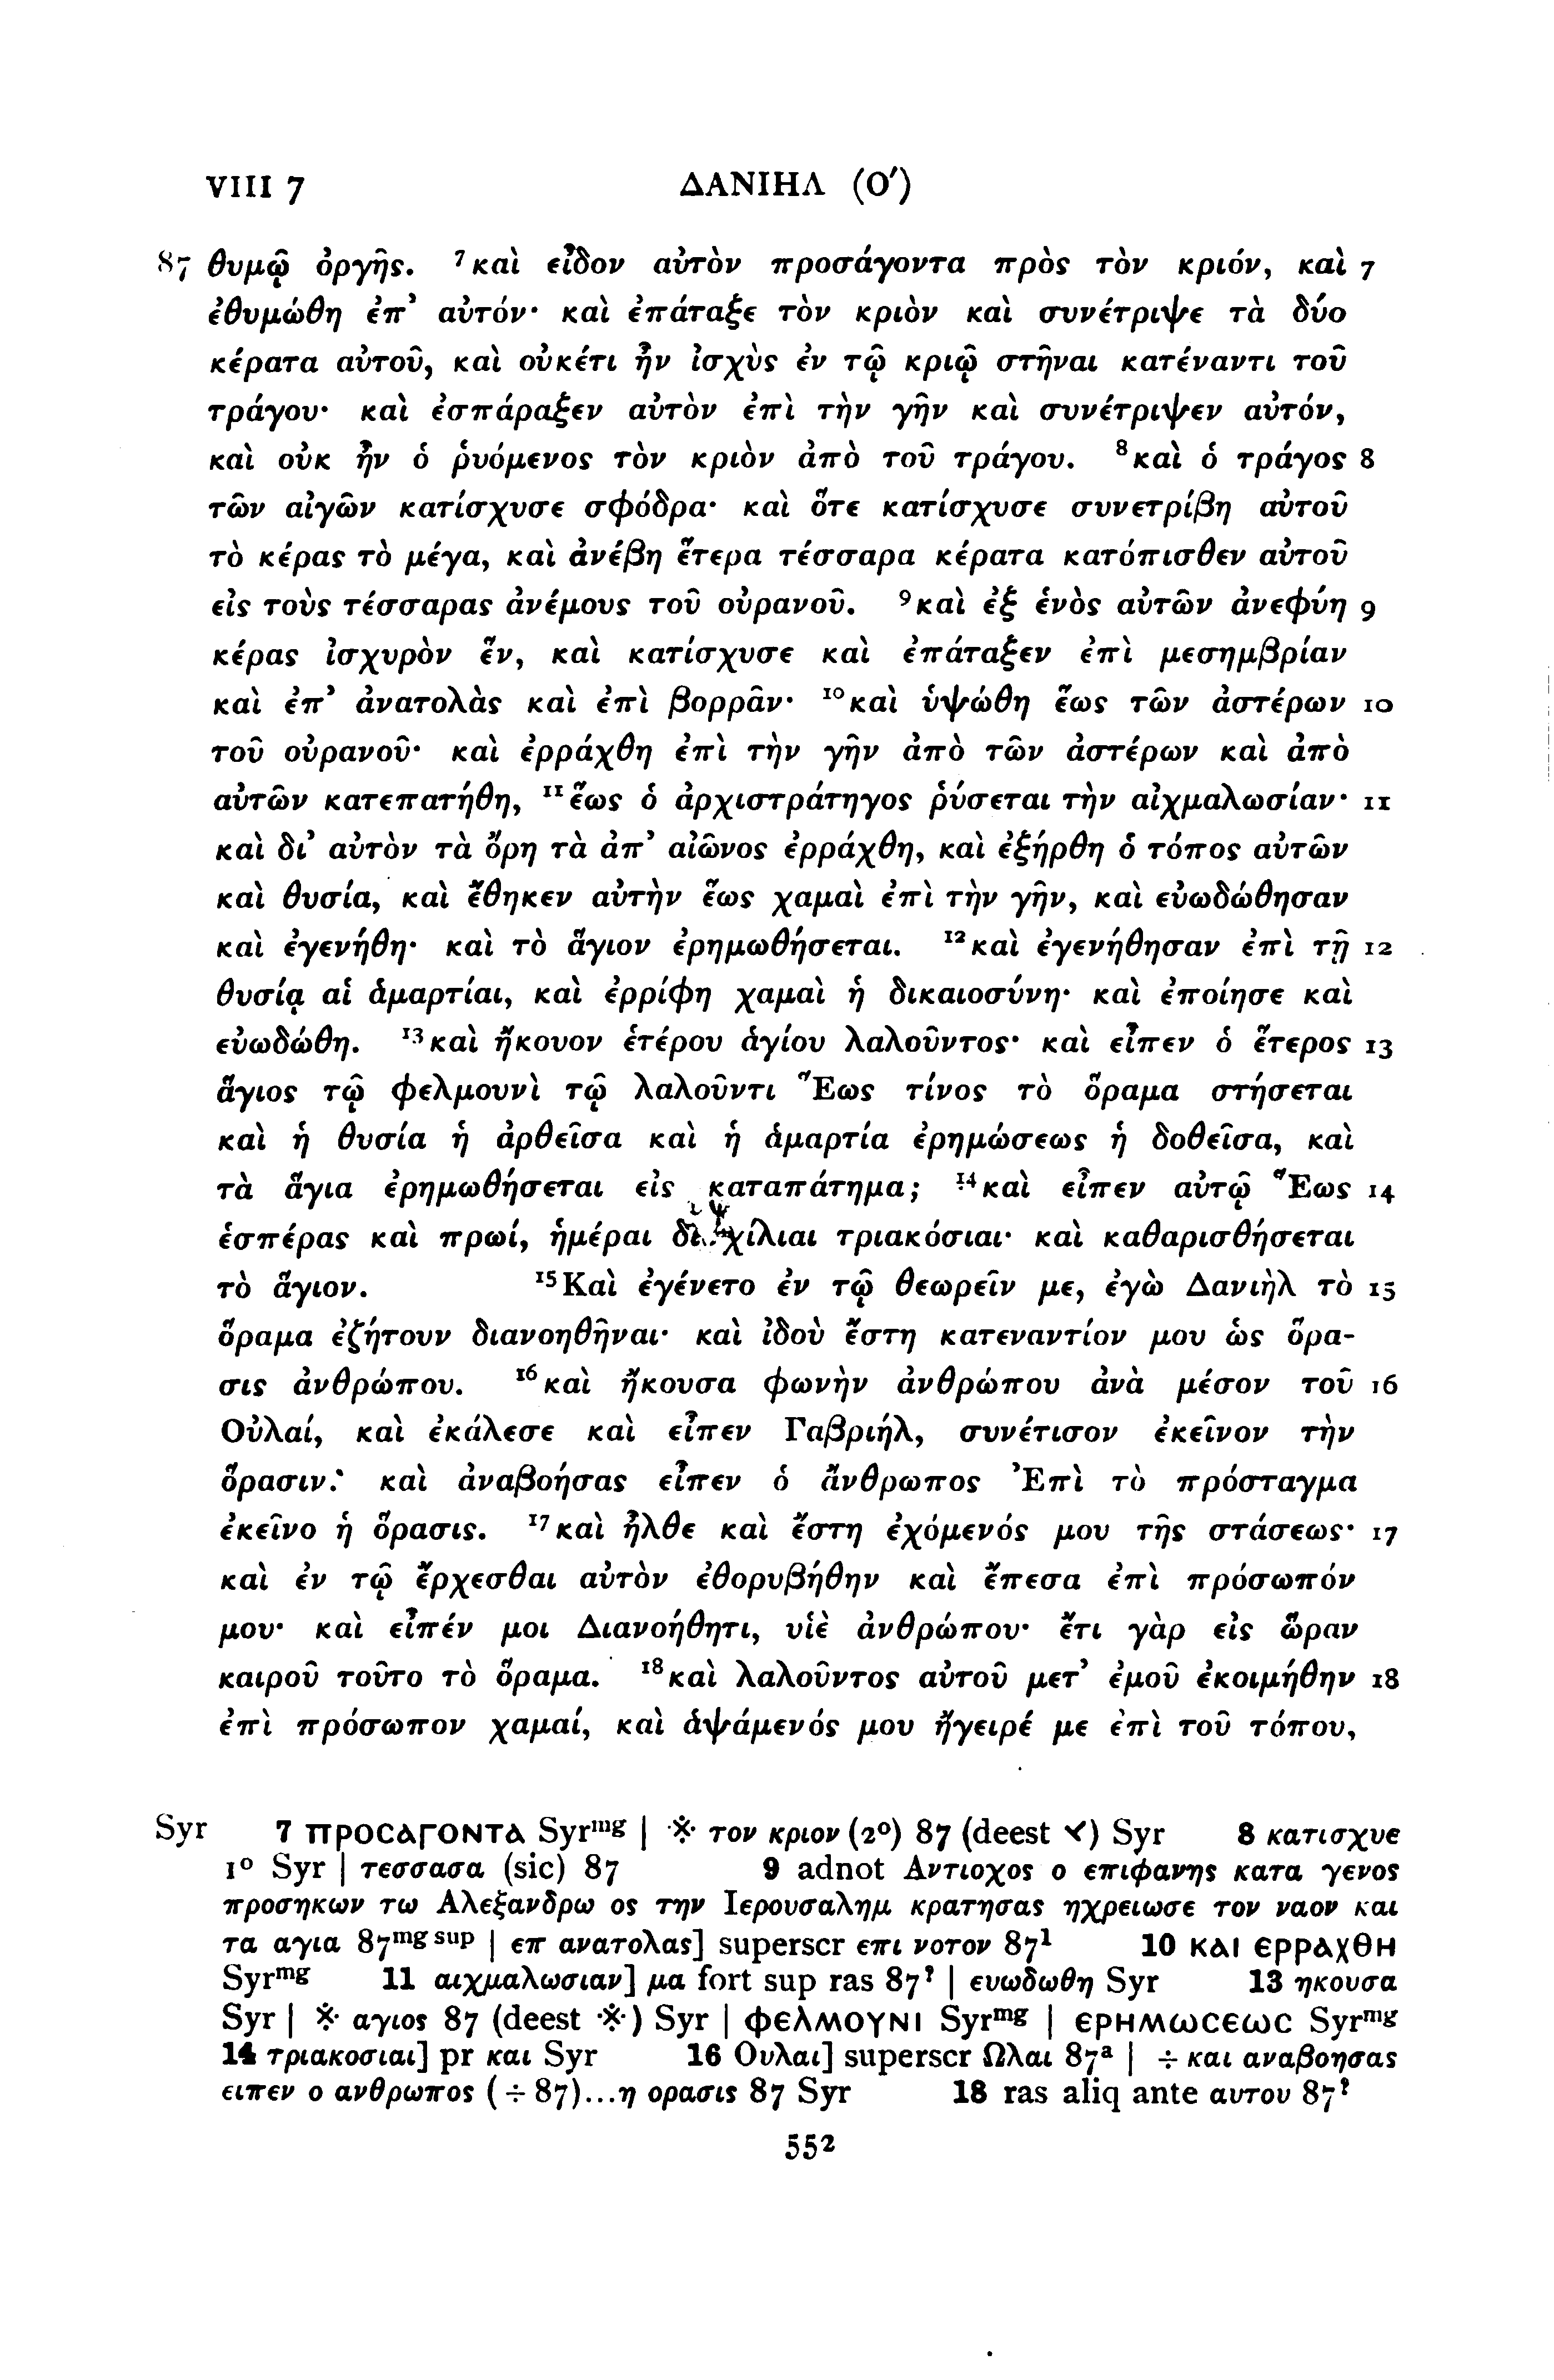 VIII 7 ΔΑΝΙΗΛ (Ο′)
87 θυμῷ ὀργῆς. ⁷καὶ εἶδον αὐτὸν προσάγοντα πρὸς τὸν κριόν, καὶ 7
ἐθυμώθη ἐπ᾽ αὐτόν· καὶ ἐπάταξε τὸν κριὸν καὶ συνέτριψε τὰ δύο
κέρατα αὐτοῦ, καὶ οὐκέτι ἦν ἰσχὺς ἐν τῷ κριῷ στῆναι κατέναντι τοῦ
τράγου· καὶ ἐσπάραξεν αὐτὸν ἐπὶ τὴν γῆν καὶ συνέτριψεν αὐτόν,
καὶ οὐκ ἦν ὁ ῥυόμενος τὸν κριὸν ἀπὸ τοῦ τράγου. ⁸καὶ ὁ τράγος 8
τῶν αἰγῶν κατίσχυσε σφόδρα· καὶ ὅτε κατίσχυσε συνετρίβη αὐτοῦ
τὸ κέρας τὸ μέγα, καὶ ἀνέβη ἕτερα τέσσαρα κέρατα κατόπισθεν αὐτοῦ
εἰς τοὺς τέσσαρας ἀνέμους τοῦ οὐρανοῦ. ⁹καὶ ἐξ ἑνὸς αὐτῶν ἀνεφύη 9
κέρας ἰσχυρὸν ἕν, καὶ κατίσχυσε καὶ ἐπάταξεν ἐπὶ μεσημβρίαν
καὶ ἐπ᾽ ἀνατολὰς καὶ ἐπὶ βορρᾶν· ¹⁰καὶ ὑψώθη ἕως τῶν ἀστέρων 10
τοῦ οὐρανοῦ· καὶ ἐρράχθη ἐπὶ τὴν γῆν ἀπὸ τῶν ἀστέρων καὶ ἀπὸ
αὐτῶν κατεπατήθη, ¹¹ἕως ὁ ἀρχιστράτηγος ῥύσεται τὴν αἰχμαλωσίαν· 11
καὶ δι᾽ αὐτὸν τὰ ὄρη τὰ ἀπ᾽ αἰῶνος ἐρράχθη, καὶ ἐξήρθη ὁ τόπος αὐτῶν
καὶ θυσία, καὶ ἔθηκεν αὐτὴν ἕως χαμαὶ ἐπὶ τὴν γῆν, καὶ εὐωδώθησαν
καὶ ἐγενήθη· καὶ τὸ ἅγιον ἐρημωθήσεται. ¹²καὶ ἐγενήθησαν ἐπὶ τῇ 12
θυσίᾳ αἱ ἁμαρτίαι, καὶ ἐρρίφη χαμαὶ ἡ δικαιοσύνη· καὶ ἐποίησε καὶ
εὐωδώθη. ¹³καὶ ἤκουον ἑτέρου ἁγίου λαλοῦντος· καὶ εἶπεν ὁ ἕτερος 13
ἅγιος τῷ φελμουνὶ τῷ λαλοῦντι Ἕως τίνος τὸ ὅραμα στήσεται
καὶ ἡ θυσία ἡ ἀρθεῖσα καὶ ἡ ἁμαρτία ἐρημώσεως ἡ δοθεῖσα, καὶ
τὰ ἅγια ἐρημωθήσεται εἰς καταπάτημα; ¹⁴καὶ εἶπεν αὐτῷ Ἕως 14
ἑσπέρας καὶ πρωί, ἡμέραι δισχίλιαι τριακόσιαι· καὶ καθαρισθήσεται
τὸ ἅγιον. ¹⁵Καὶ ἐγένετο ἐν τῷ θεωρεῖν με, ἐγὼ Δανιὴλ τὸ 15
ὅραμα ἐζήτουν διανοηθῆναι· καὶ ἰδοὺ ἔστη κατεναντίον μου ὡς ὅρα-
σις ἀνθρώπου. ¹⁶καὶ ἤκουσα φωνὴν ἀνθρώπου ἀνὰ μέσον τοῦ 16
Οὐλαί, καὶ ἐκάλεσε καὶ εἶπεν Γαβριήλ, συνέτισον ἐκεῖνον τὴν
ὅρασιν.` καὶ ἀναβοήσας εἶπεν ὁ ἄνθρωπος Ἐπὶ τὸ πρόσταγμα
ἐκεῖνο ἡ ὅρασις. ¹⁷καὶ ἦλθε καὶ ἔστη ἐχόμενός μου τῆς στάσεως· 17
καὶ ἐν τῷ ἔρχεσθαι αὐτὸν ἐθορυβήθην καὶ ἔπεσα ἐπὶ πρόσωπόν
μου· καὶ εἶπέν μοι Διανοήθητι, υἱὲ ἀνθρώπου· ἔτι γὰρ εἰς ὥραν
καιροῦ τοῦτο τὸ ὅραμα. ¹⁸καὶ λαλοῦντος αὐτοῦ μετ᾽ ἐμοῦ ἐκοιμήθην 18
ἐπὶ πρόσωπον χαμαί, καὶ ἁψάμενός μου ἤγειρέ με ἐπὶ τοῦ τόπου,
Syr 7 ΠΡΟCΑΓΟΝΤΑ Syrᵐᵍ | ※ τον κριον (2°) 87 (deest ⸔) Syr 8 κατισχυε
1° Syr | τεσσασα (sic) 87 9 adnot Αντιοχος ο επιφανης κατα γενος
προσηκων τω Αλεξανδρω ος την Ιερουσαλημ κρατησας ηχρειωσε τον ναον και
τα αγια 87ᵐᵍ ˢᵘᵖ | επ ανατολας] superscr επι νοτον 87¹ 10 ΚΑΙ ΕΡΡΑΧΘΗ
Syrᵐᵍ 11 αιχμαλωσιαν] μα fort sup ras 87ˀ | ευωδωθη Syr 13 ηκουσα
Syr | ※ αγιος 87 (deest ※) Syr | ΦΕΛΜΟΥΝΙ Syrᵐᵍ | ΕΡΗΜΩCΕΩC Syrᵐᵍ
14 τριακοσιαι] pr και Syr 16 Ουλαι] superscr Ωλαι 87ᵃ | ÷ και αναβοησας
ειπεν ο ανθρωπος (÷ 87)...η ορασις 87 Syr 18 ras aliq ante αυτου 87ˀ
552